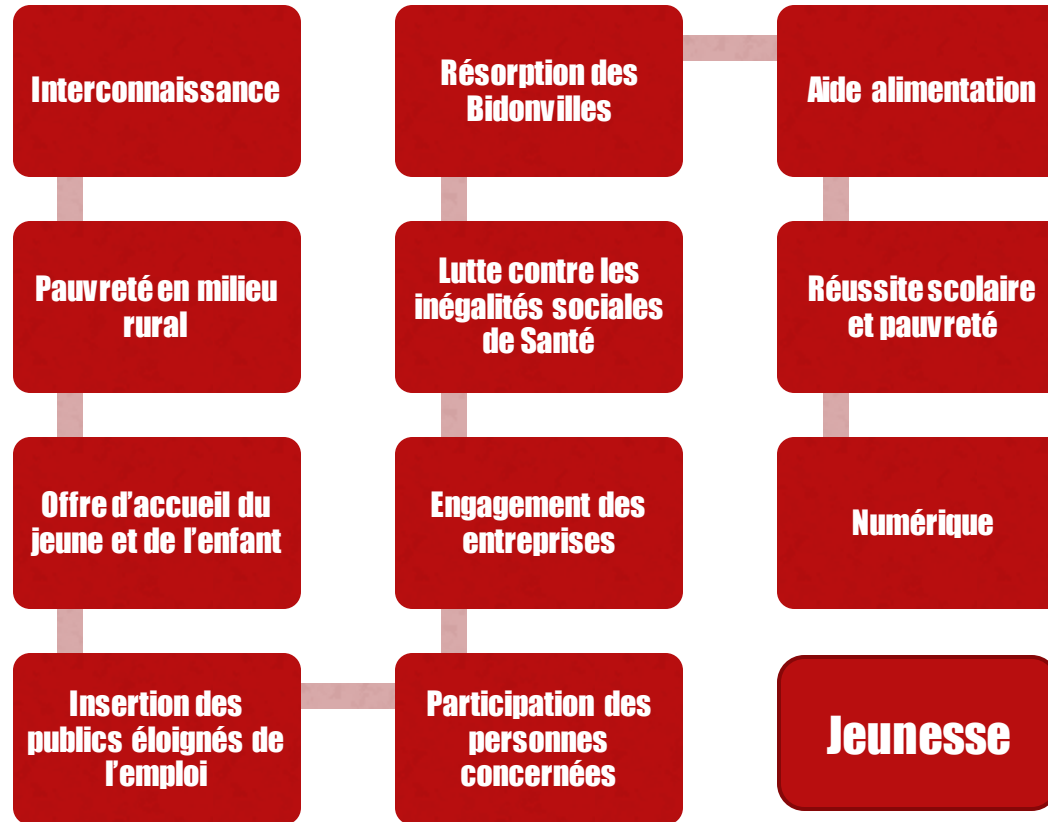 Interconnaissance
Pauvreté en milieu
rural
Offre d’accueil du
jeune et de l’enfant
Insertion des
publics éloignés de
l’emploi
Participation des
personnes
concernées
Engagement des
entreprises
Lutte contre les
inégalités sociales
de Santé
Résorption des
Bidonvilles
Aide alimentation
Réussite scolaire
et pauvreté
Numérique
Jeunesse